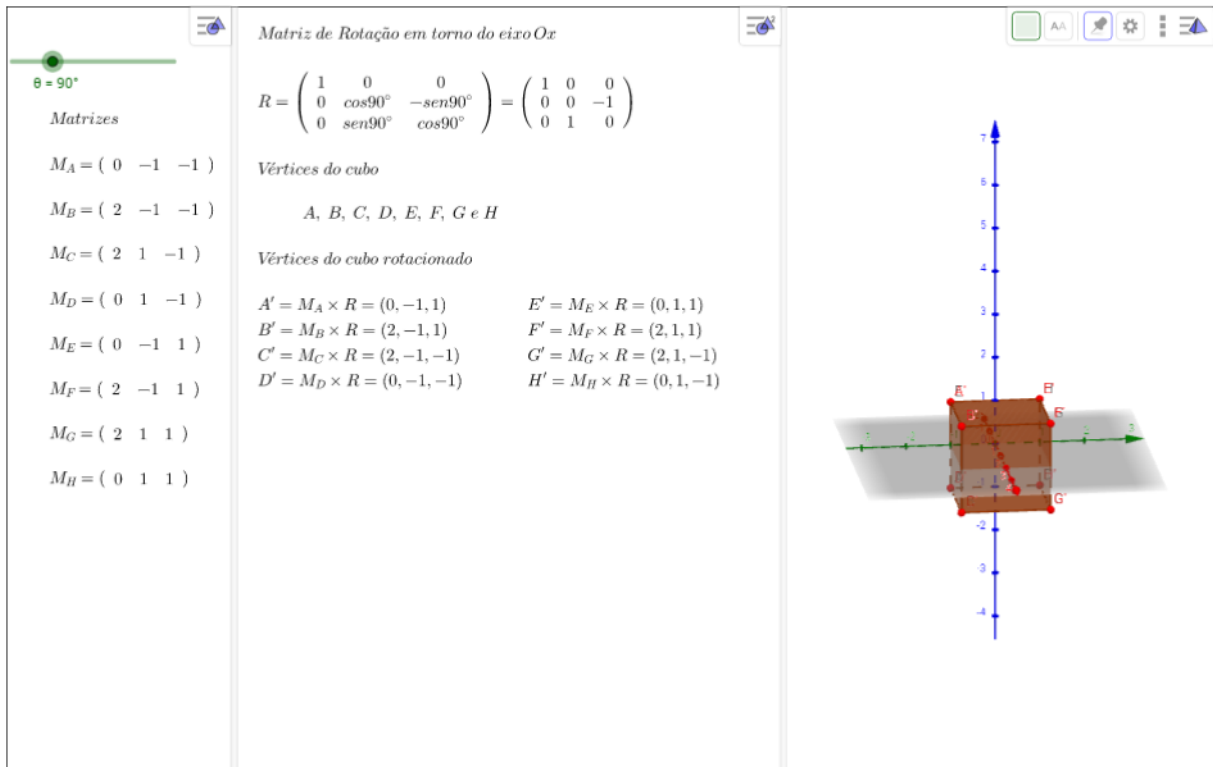 θ = 90°
Matrizes
M_A = ( 0 −1 −1 )
M_B = ( 2 −1 −1 )
M_C = ( 2 1 −1 )
M_D = ( 0 1 −1 )
M_E = ( 0 −1 1 )
M_F = ( 2 −1 1 )
M_G = ( 2 1 1 )
M_H = ( 0 1 1 )
Matriz de Rotação em torno do eixo Ox
1 0 0 1 0 0
R = ( 0 cos90° −sen90° ) = ( 0 0 −1 )
0 sen90° cos90° 0 1 0
Vértices do cubo
A, B, C, D, E, F, G e H
Vértices do cubo rotacionado
A′ = M_A × R = (0, −1, 1) E′ = M_E × R = (0, 1, 1)
B′ = M_B × R = (2, −1, 1) F′ = M_F × R = (2, 1, 1)
C′ = M_C × R = (2, −1, −1) G′ = M_G × R = (2, 1, −1)
D′ = M_D × R = (0, −1, −1) H′ = M_H × R = (0, 1, −1)
AA
7
6
5
4
3
2
1
2
3
G′
-2
-3
-4